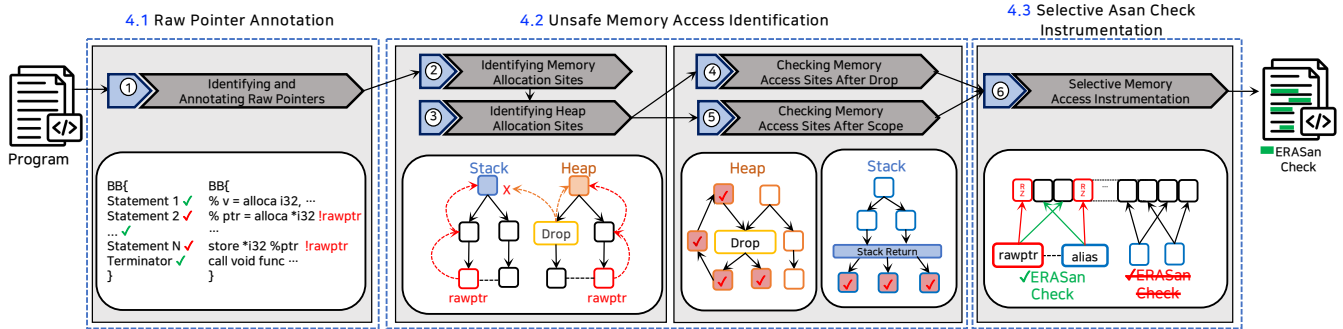 4.1 Raw Pointer Annotation
4.2 Unsafe Memory Access Identification
4.3 Selective Asan Check
Instrumentation
Program
1
Identifying and
Annotating Raw Pointers
2
Identifying Memory
Allocation Sites
3
Identifying Heap
Allocation Sites
4
Checking Memory
Access Sites After Drop
5
Checking Memory
Access Sites After Scope
6
Selective Memory
Access Instrumentation
</>
</>
ERASan
Check
BB{
Statement 1 ✓
Statement 2 ✓
... ✓
Statement N ✓
Terminator ✓
}
BB{
% v = alloca i32, ···
% ptr = alloca *i32 !rawptr
···
store *i32 %ptr !rawptr
call void func ···
}
Stack
Heap
X
Drop
rawptr
rawptr
Heap
Drop
Stack
Stack Return
RZ
RZ
···
rawptr
alias
✓ERASan
Check
✓ERASan
Check